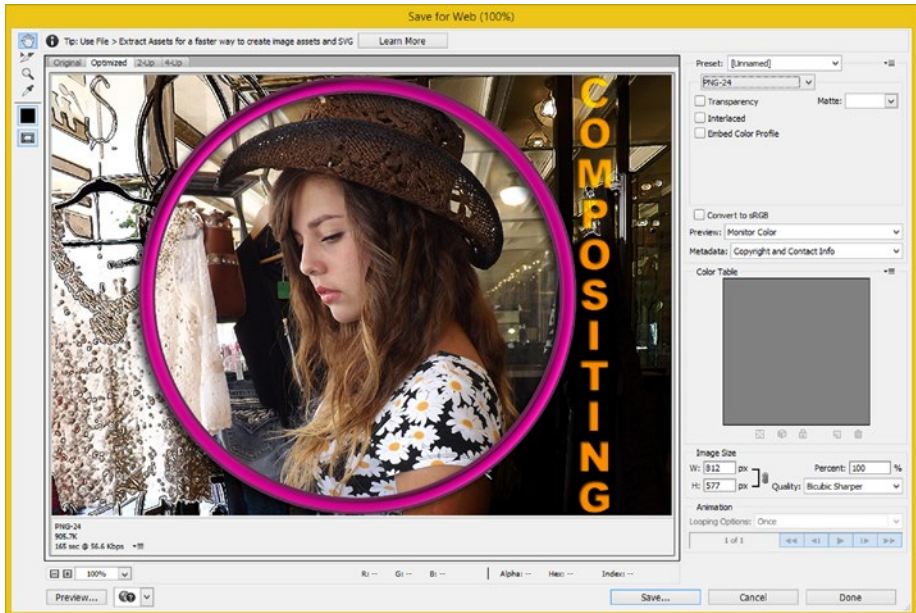 Save for Web (100%)
Tip: Use File > Extract Assets for a faster way to create image assets and SVG
Learn More
Original Optimized 2-Up 4-Up
Preset: [Unnamed]
PNG-24
Transparency Matte:
Interlaced
Embed Color Profile
Convert to sRGB
Preview: Monitor Color
Metadata: Copyright and Contact Info
Color Table
ES
COMPOSITING
Image Size
W: 812 px Percent: 100 %
H: 577 px Quality: Bicubic Sharper
Animation
Looping Options: Once
1 of 1
PNG-24
905.7K
165 sec @ 56.6 Kbps
100% R: -- G: -- B: -- Alpha: -- Hex: -- Index: --
Preview... Save... Cancel Done